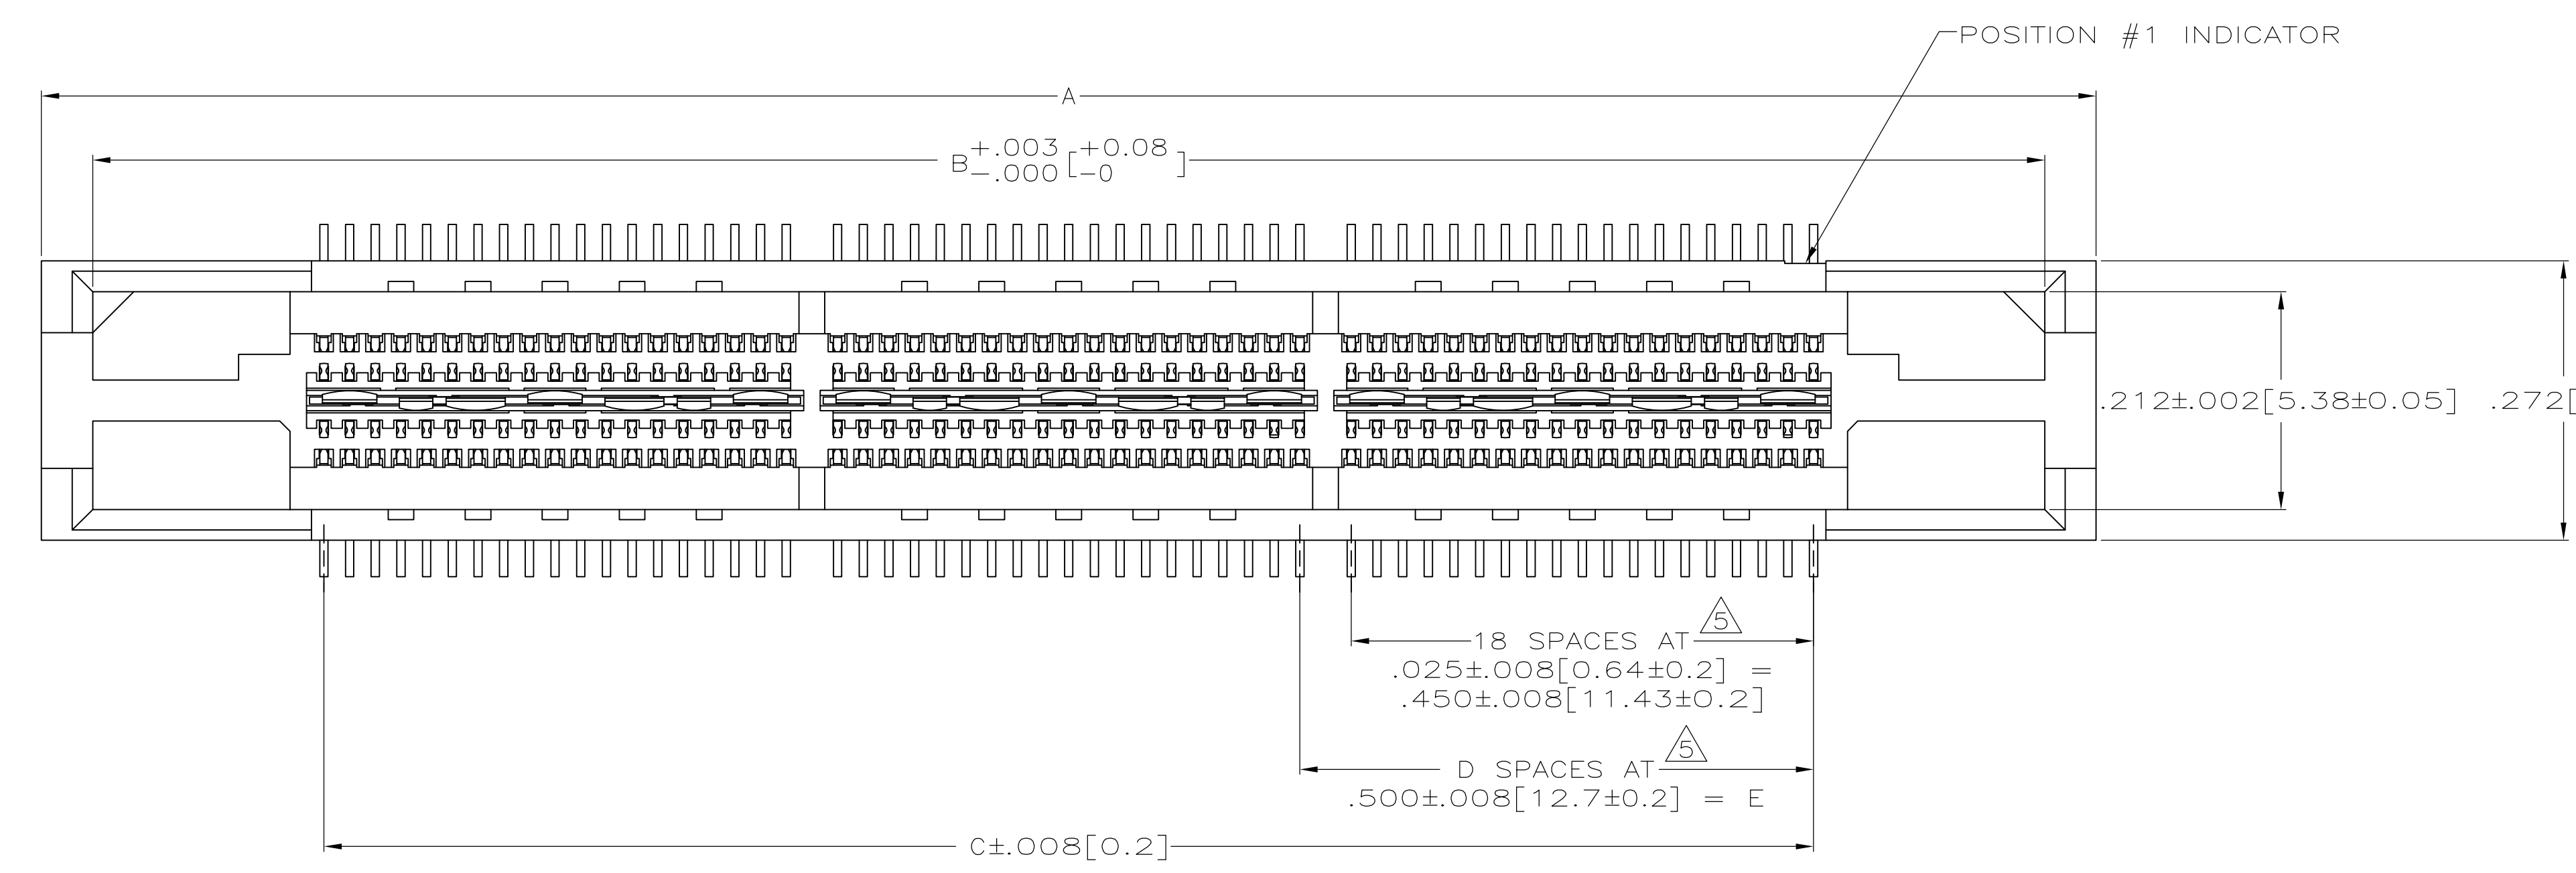 POSITION #1 INDICATOR
A
B +.003 [+0.08
-.000 [-0 ]
.212±.002[5.38±0.05] .272[
5
18 SPACES AT
.025±.008[0.64±0.2] =
.450±.008[11.43±0.2]
5
D SPACES AT
.500±.008[12.7±0.2] = E
C±.008[0.2]